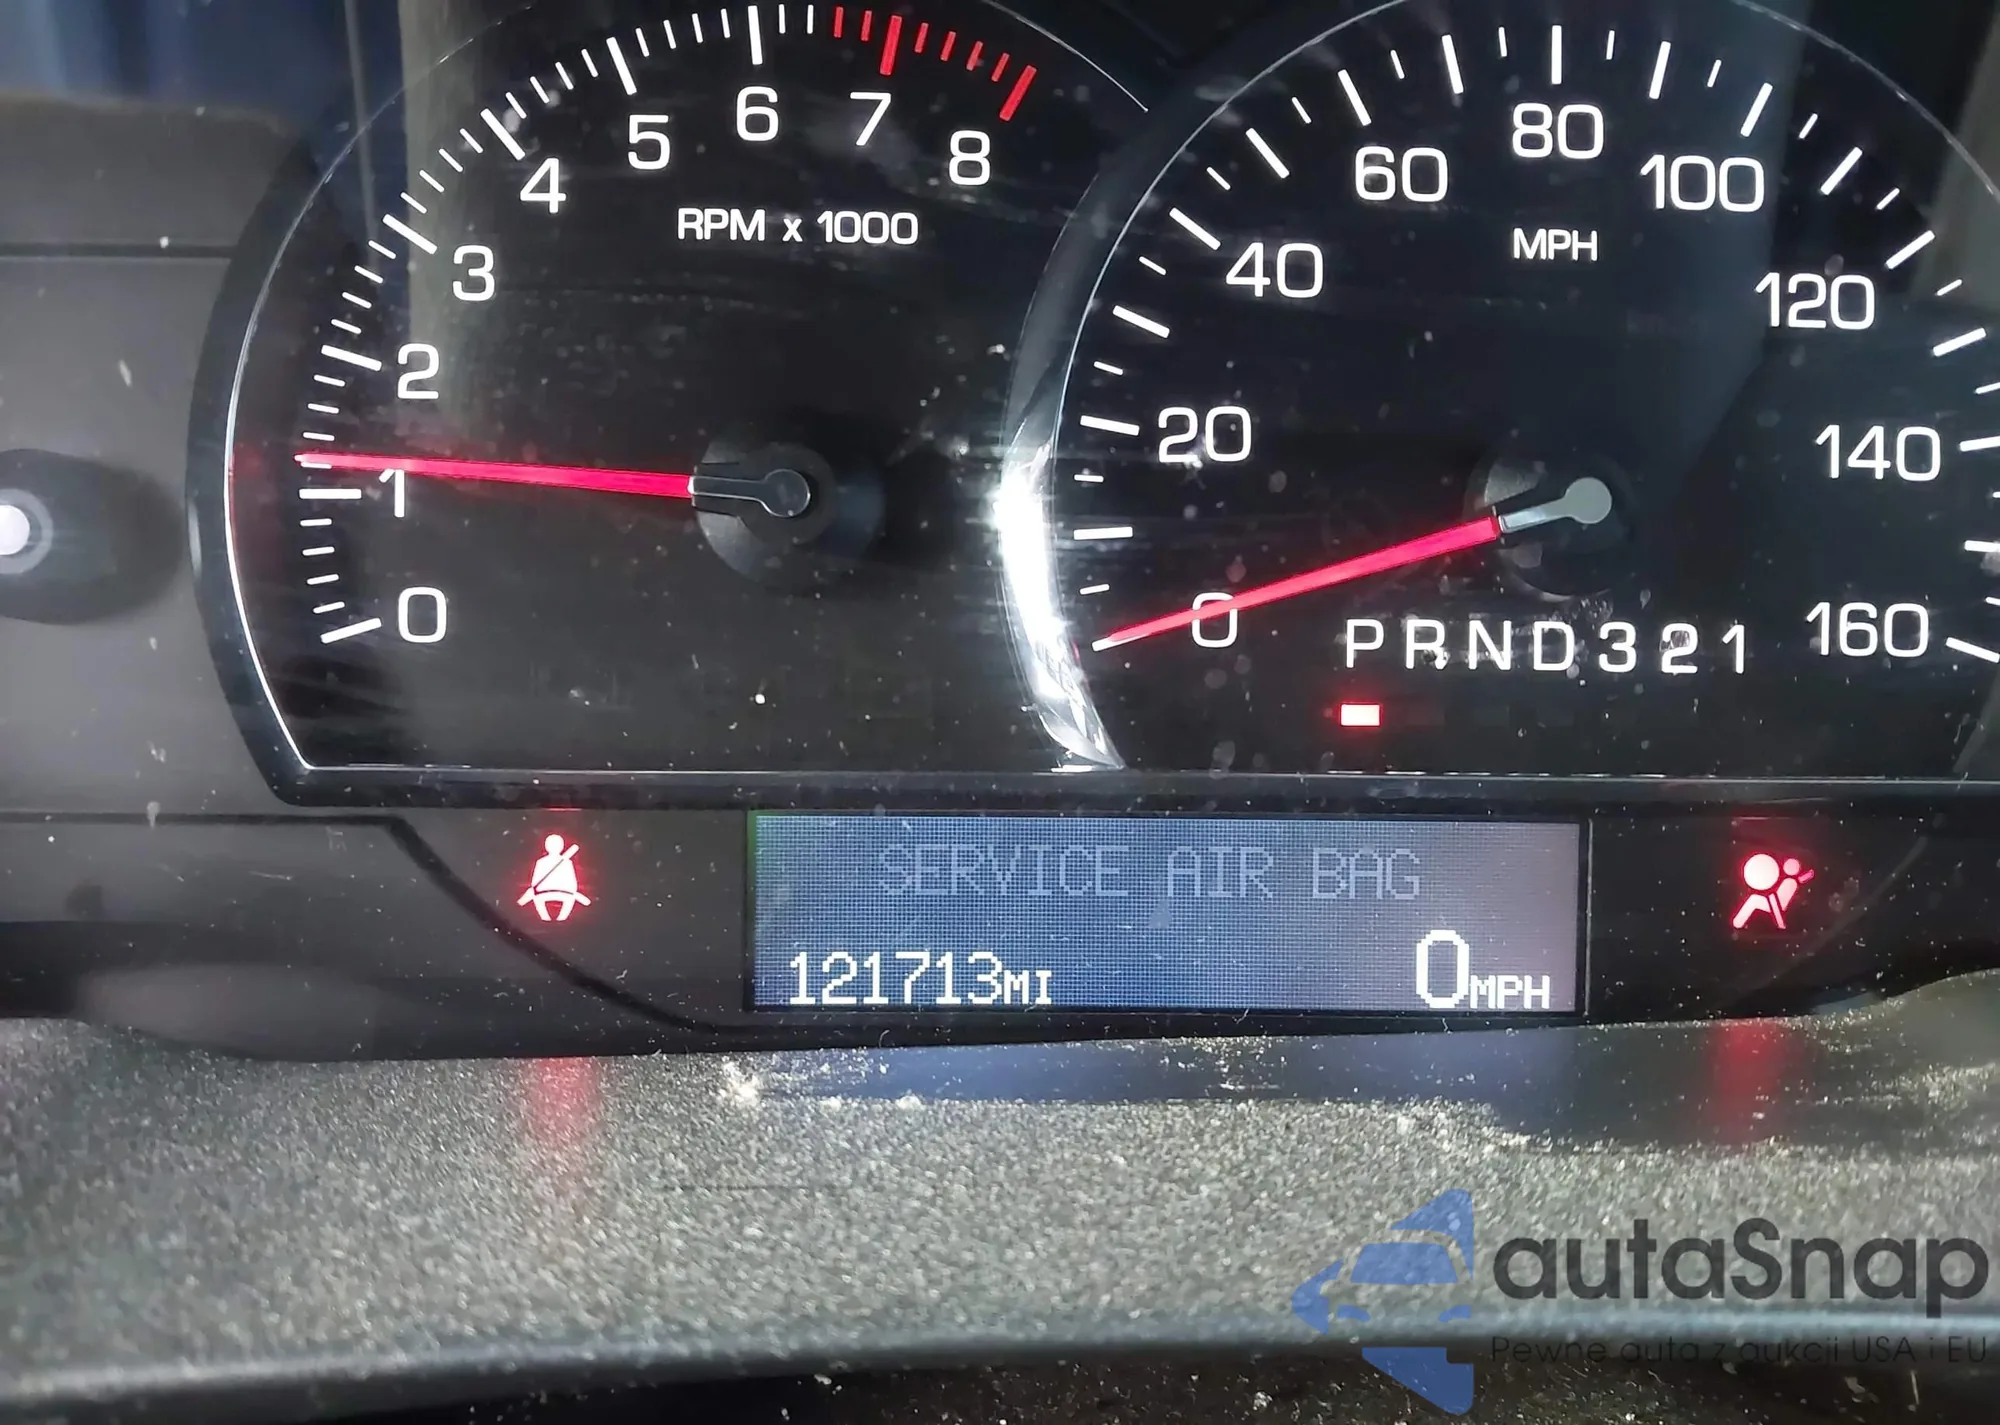 0 1 2 3 4 5 6 7 8
RPM x 1000
0 20 40 60 80 100 120 140 160
MPH
PRND321
SERVICE AIR BAG
121713MI
0MPH
autaSnap
Pewne auta z aukcji USA i EU